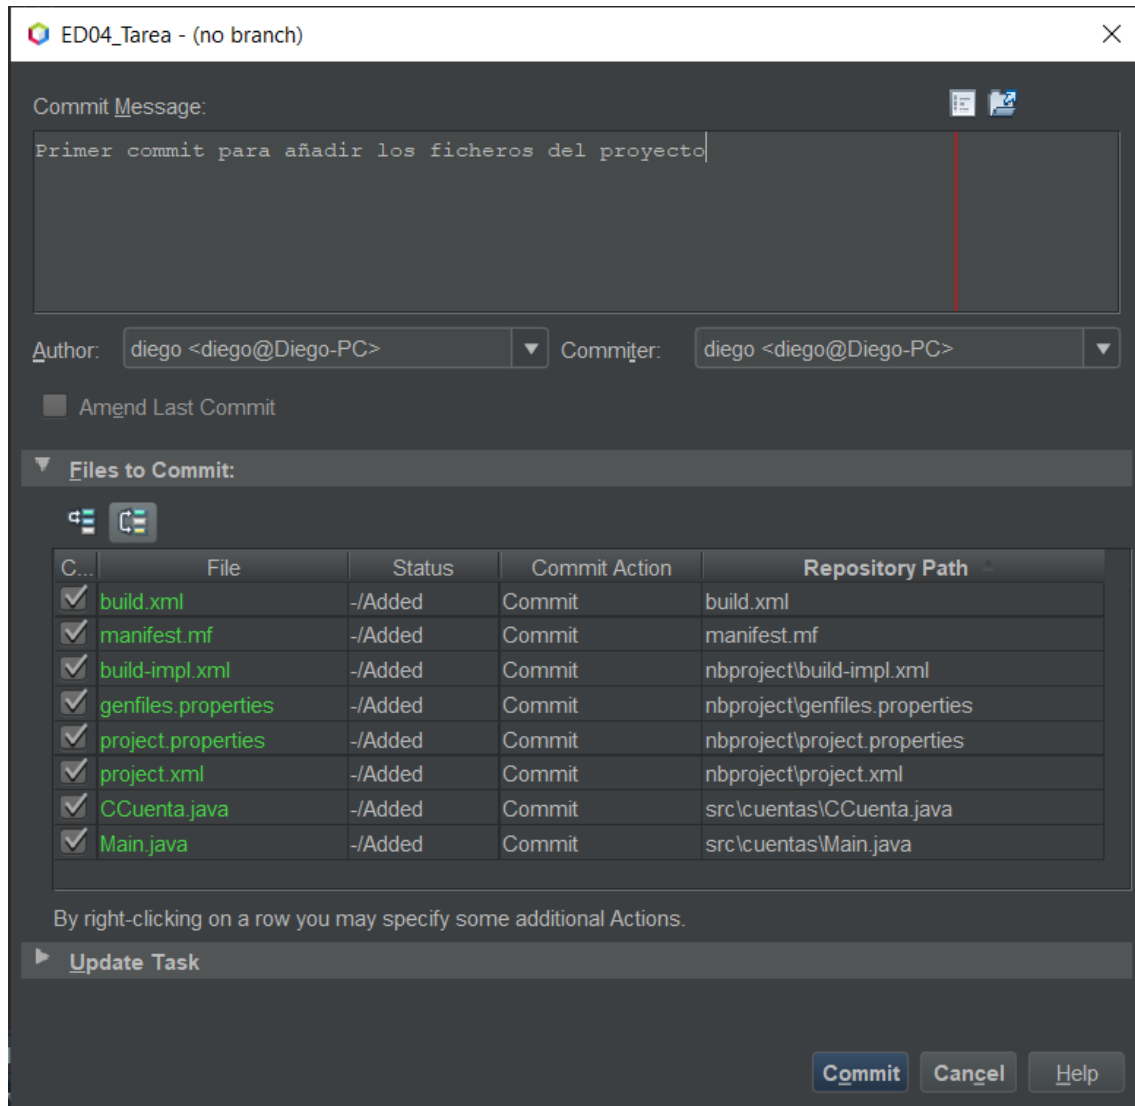 ED04_Tarea - (no branch)
Commit Message:
Primer commit para añadir los ficheros del proyecto
Author: diego <diego@Diego-PC> Commiter: diego <diego@Diego-PC>
Amend Last Commit
Files to Commit:
C... File Status Commit Action Repository Path
build.xml -/Added Commit build.xml
manifest.mf -/Added Commit manifest.mf
build-impl.xml -/Added Commit nbproject\build-impl.xml
genfiles.properties -/Added Commit nbproject\genfiles.properties
project.properties -/Added Commit nbproject\project.properties
project.xml -/Added Commit nbproject\project.xml
CCuenta.java -/Added Commit src\cuentas\CCuenta.java
Main.java -/Added Commit src\cuentas\Main.java
By right-clicking on a row you may specify some additional Actions.
Update Task
Commit Cancel Help